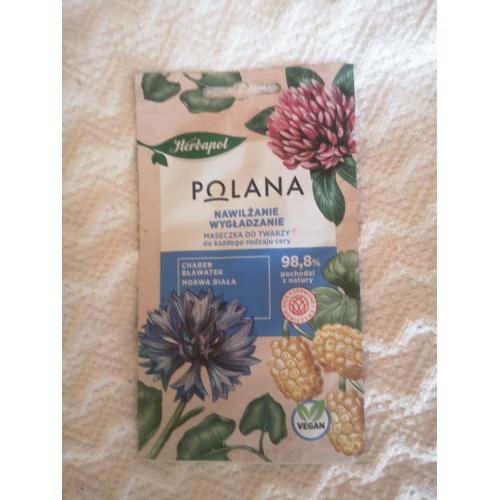 Herbapol
POLANA
NAWILŻANIE
WYGŁADZANIE
MASECZKA DO TWARZY
do każdego rodzaju cery
CHABER
BŁAWATEK
MORWA BIAŁA
98,8%
pochodzi
z natury
VEGAN